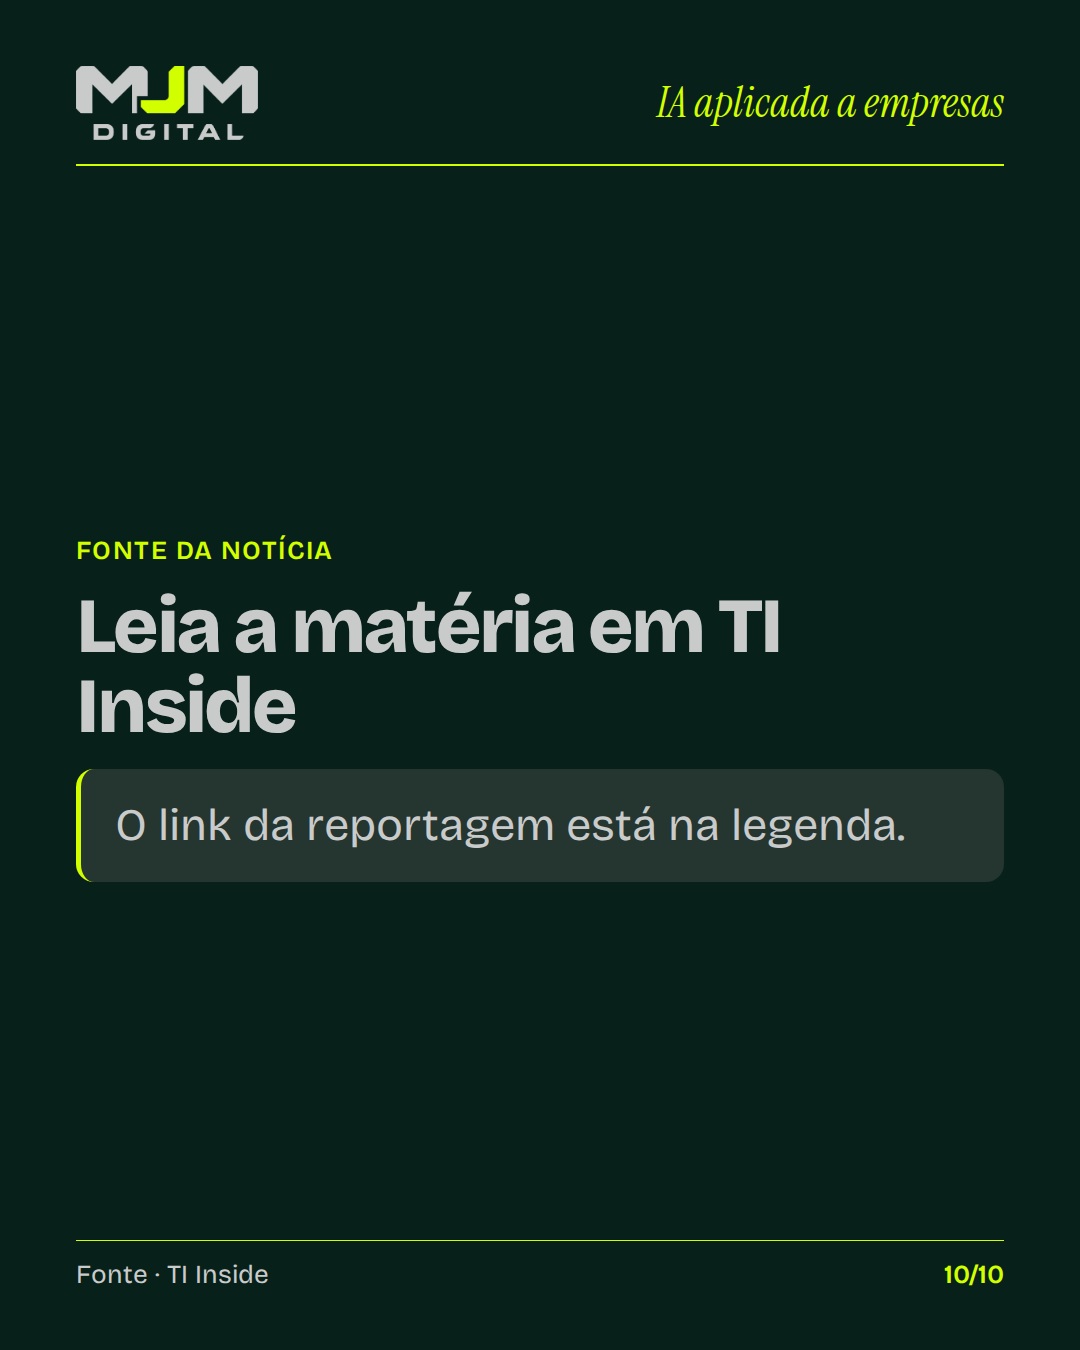 MJM
DIGITAL
IA aplicada a empresas
FONTE DA NOTÍCIA
Leia a matéria em TI
Inside
O link da reportagem está na legenda.
Fonte · TI Inside
10/10